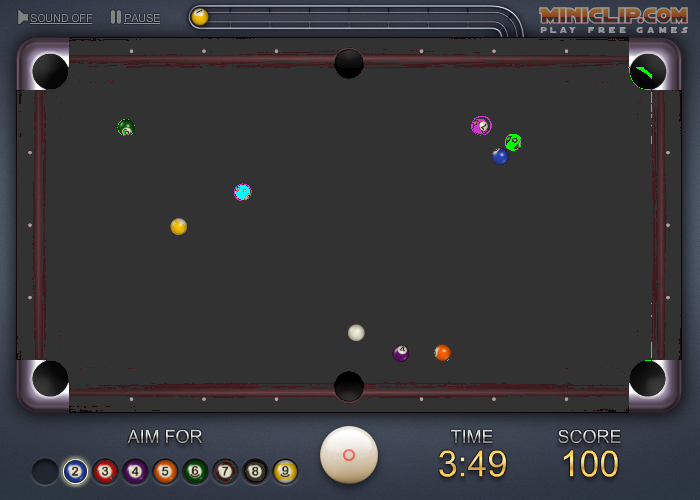 SOUND OFF PAUSE MINICLIP.COM
PLAY FREE GAMES
4
AIM FOR TIME SCORE
2 3 4 5 6 7 8 9 3:49 100